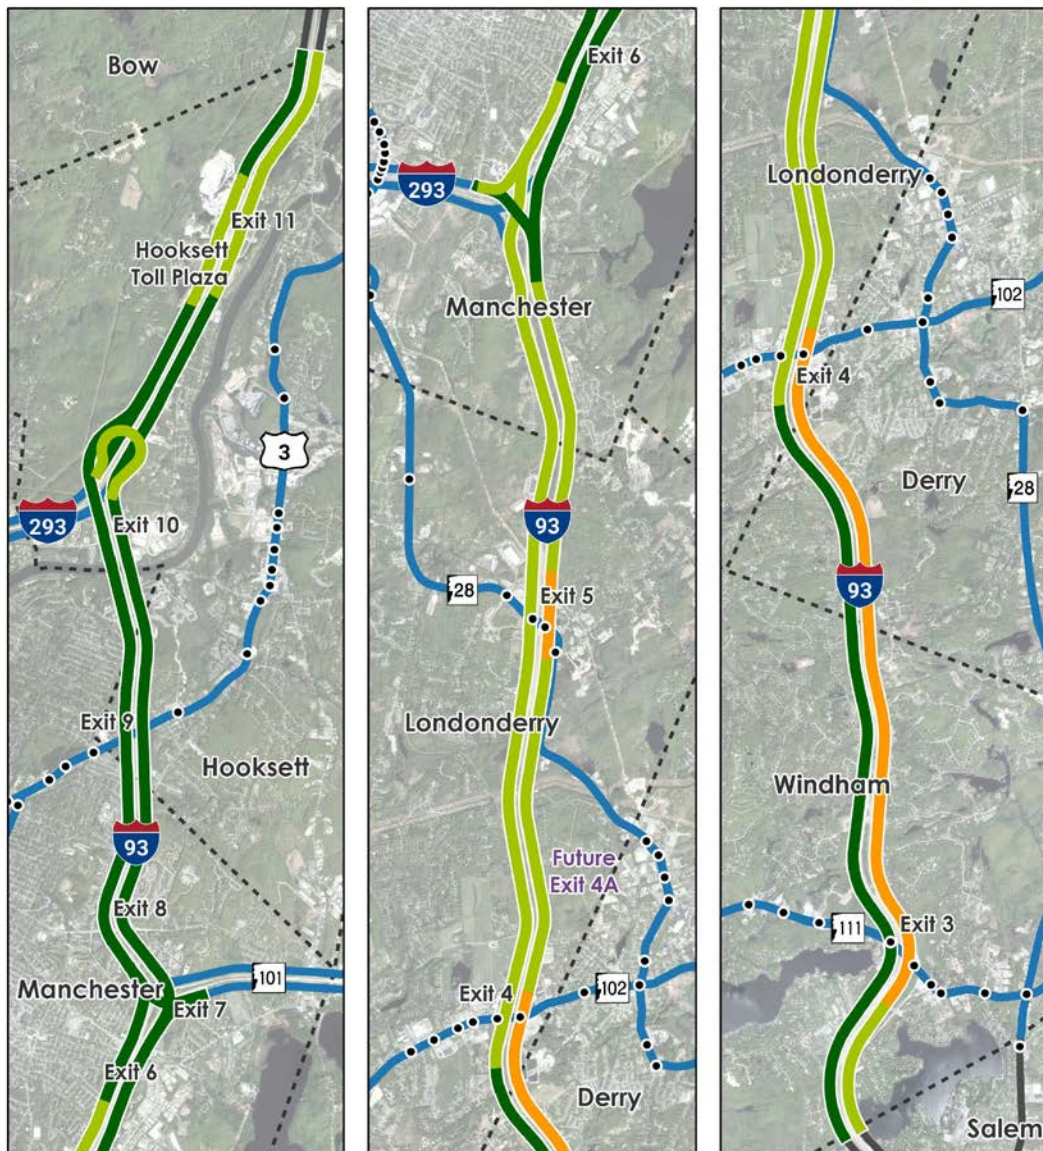 Bow
Exit 11
Hooksett
Toll Plaza
3
293
Exit 10
Exit 9
Hooksett
93
Exit 8
Manchester
101
Exit 7
Exit 6
Exit 6
293
Manchester
93
28
Exit 5
Londonderry
Future
Exit 4A
Exit 4
102
Derry
Londonderry
102
Exit 4
Derry
28
93
Windham
111
Exit 3
Salem